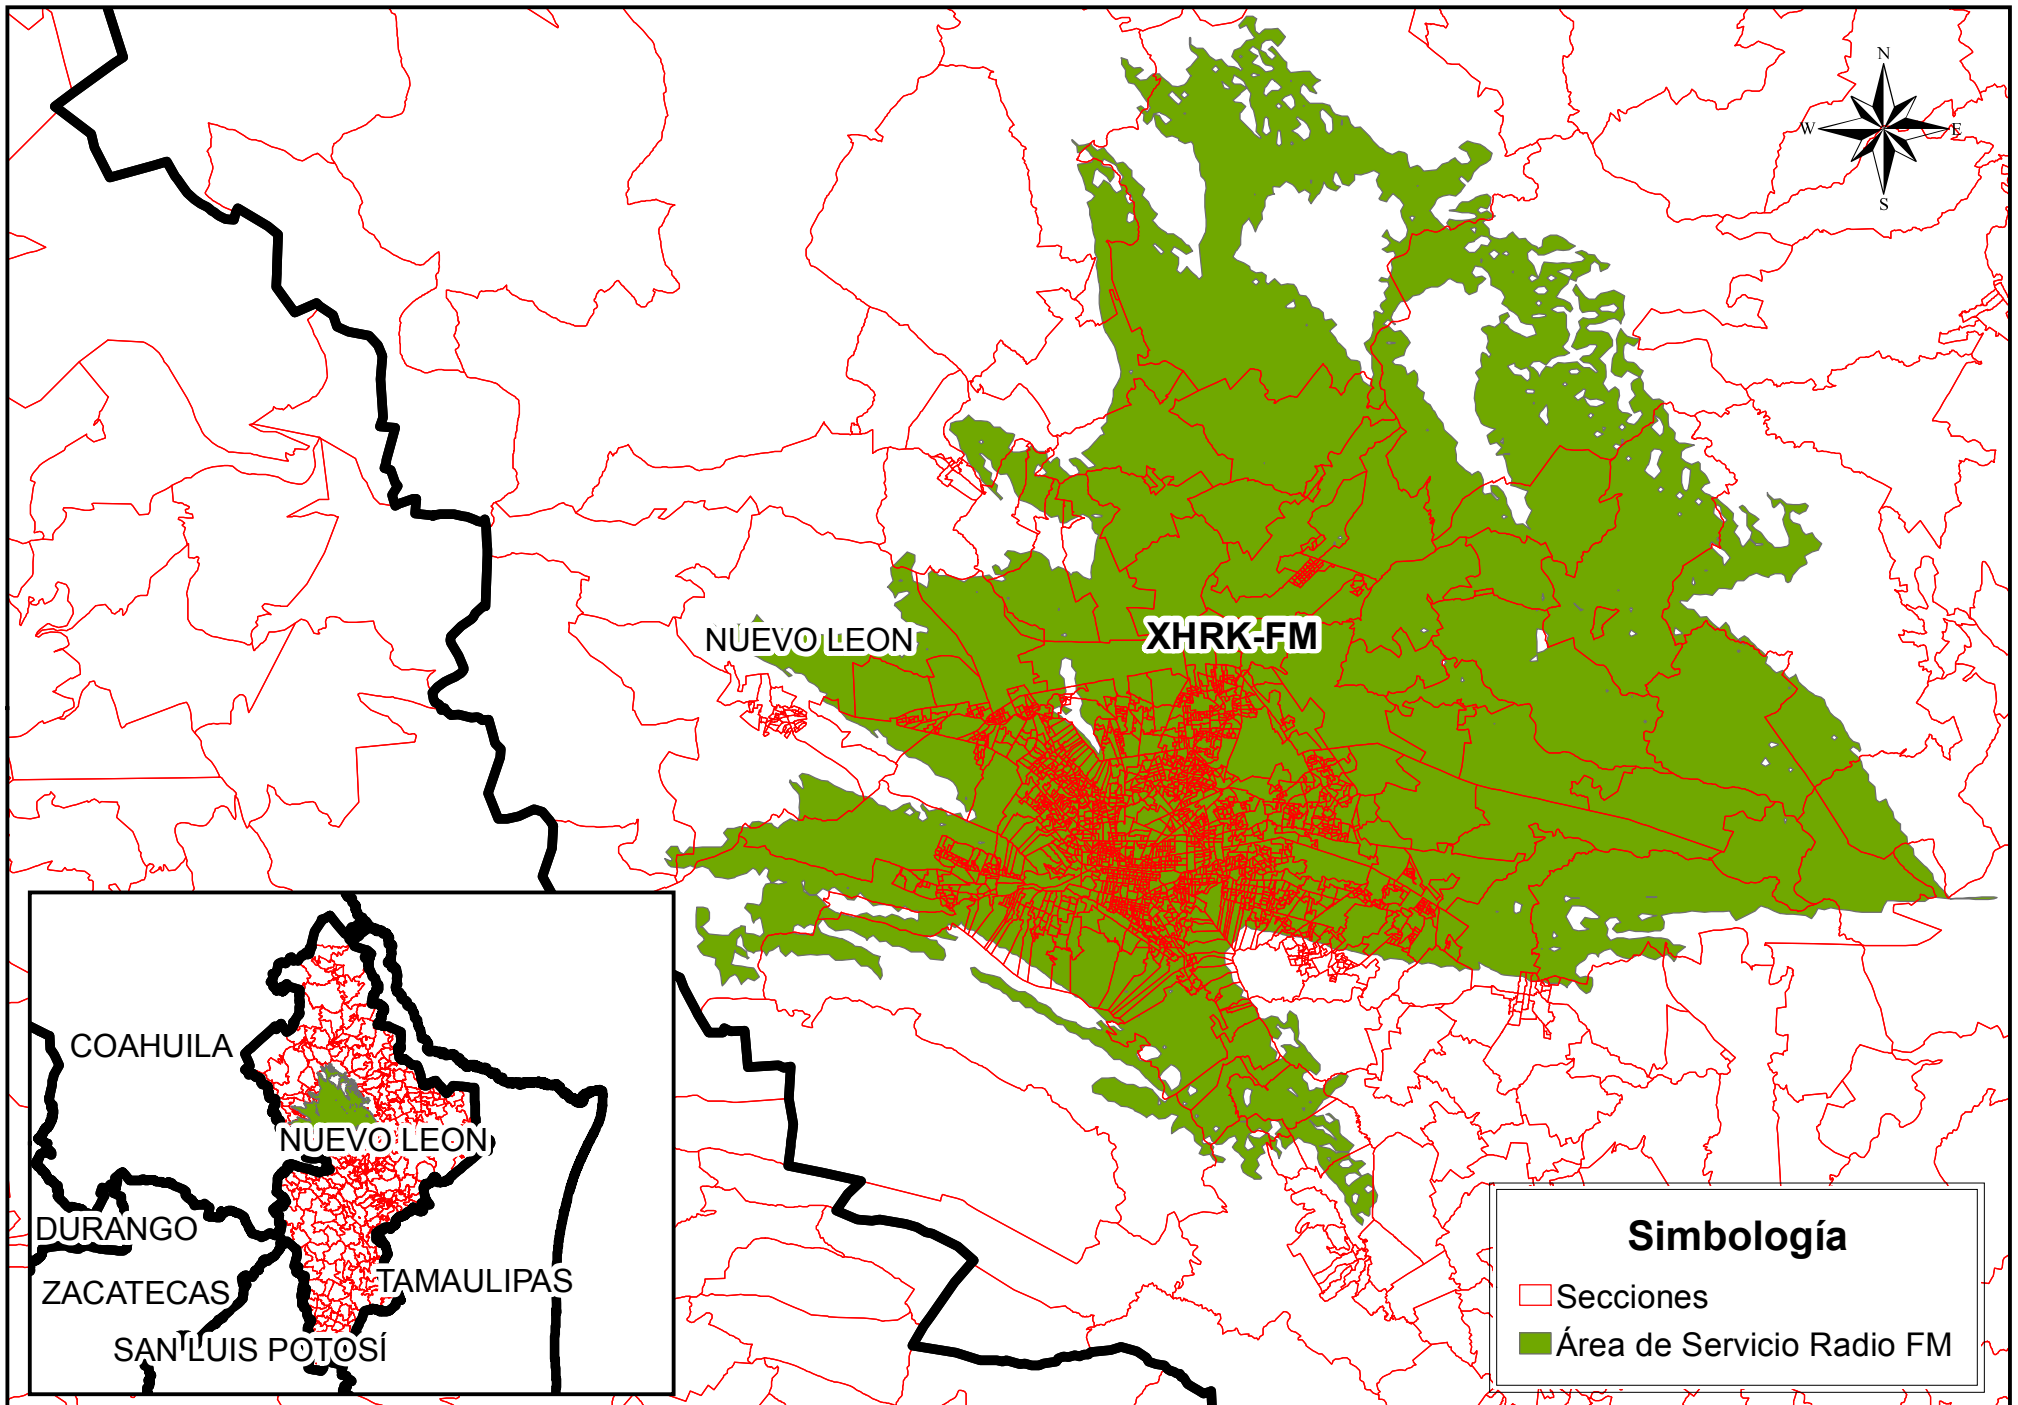 N
W
E
S
NUEVO LEON
XHRK-FM
COAHUILA
NUEVO LEON
DURANGO
ZACATECAS
TAMAULIPAS
SAN LUIS POTOSÍ
Simbología
Secciones
Área de Servicio Radio FM